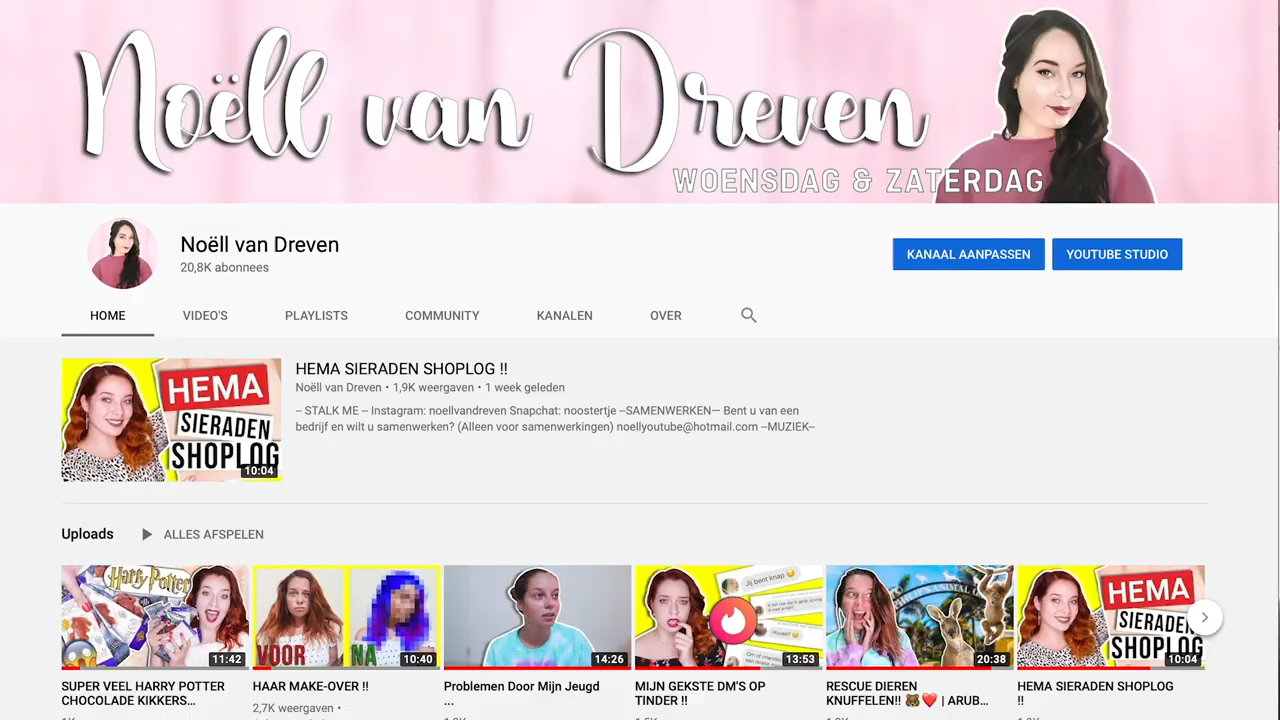 Noëll van Dreven
WOENSDAG & ZATERDAG
Noëll van Dreven
20,8K abonnees
KANAAL AANPASSEN
YOUTUBE STUDIO
HOME
VIDEO'S
PLAYLISTS
COMMUNITY
KANALEN
OVER
HEMA
SIERADEN
SHOPLOG
10:04
HEMA SIERADEN SHOPLOG !!
Noëll van Dreven • 1,9K weergaven • 1 week geleden
-- STALK ME -- Instagram: noellvandreven Snapchat: noostertje --SAMENWERKEN--- Bent u van een
bedrijf en wilt u samenwerken? (Alleen voor samenwerkingen) noellyoutube@hotmail.com --MUZIEK--
Uploads
ALLES AFSPELEN
Harry Potter
11:42
VOOR
NA
10:40
14:26
Jij bent knap
13:53
20:38
HEMA
SIERADEN
SHOPLOG
10:04
SUPER VEEL HARRY POTTER
CHOCOLADE KIKKERS...
HAAR MAKE-OVER !!
2,7K weergaven •
Problemen Door Mijn Jeugd
...
MIJN GEKSTE DM'S OP
TINDER !!
RESCUE DIEREN
KNUFFELEN!! 🐻❤️ | ARUB...
HEMA SIERADEN SHOPLOG
!!